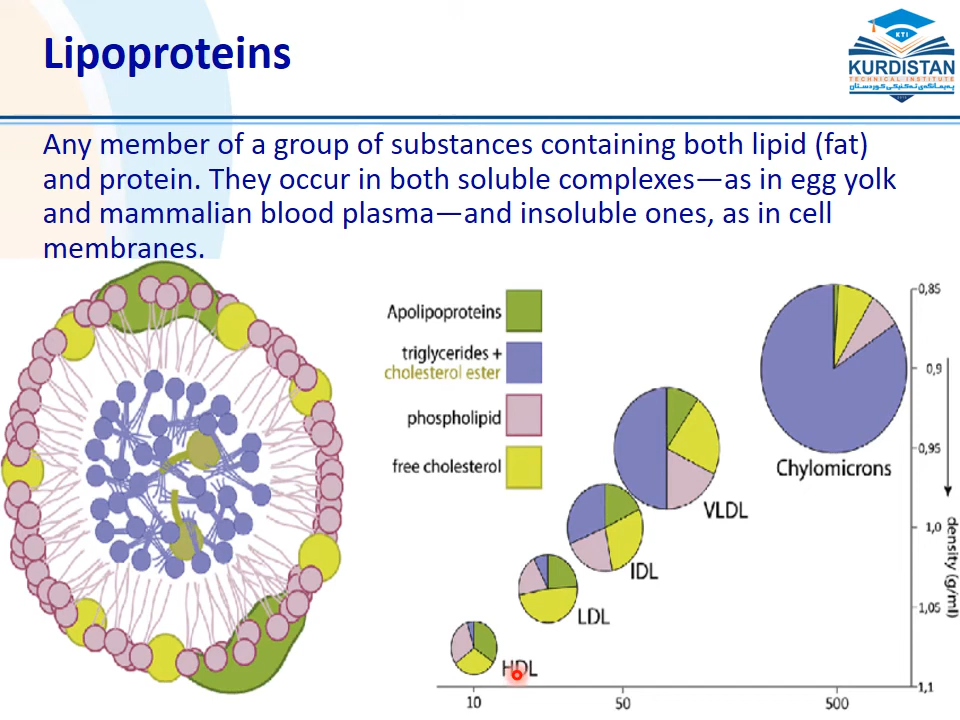 Lipoproteins
KTI
KURDISTAN
TECHNICAL INSTITUTE
پەیمانگەی تەکنیکی کوردستان
Any member of a group of substances containing both lipid (fat)
and protein. They occur in both soluble complexes—as in egg yolk
and mammalian blood plasma—and insoluble ones, as in cell
membranes.
Apolipoproteins
triglycerides +
cholesterol ester
phospholipid
free cholesterol
Chylomicrons
VLDL
IDL
LDL
HDL
0,85
0,9
0,95
1,0
1,05
1,1
density (g/ml)
10
50
500